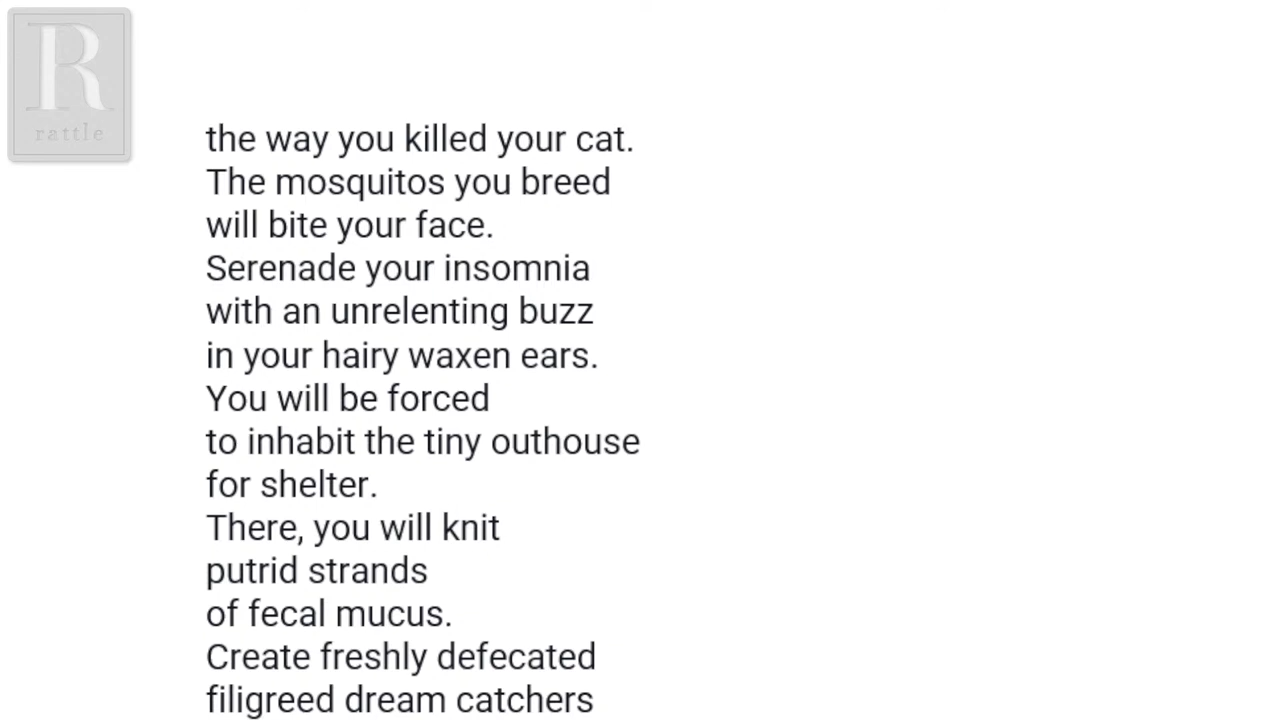 R
rattle
the way you killed your cat.
The mosquitos you breed
will bite your face.
Serenade your insomnia
with an unrelenting buzz
in your hairy waxen ears.
You will be forced
to inhabit the tiny outhouse
for shelter.
There, you will knit
putrid strands
of fecal mucus.
Create freshly defecated
filigreed dream catchers